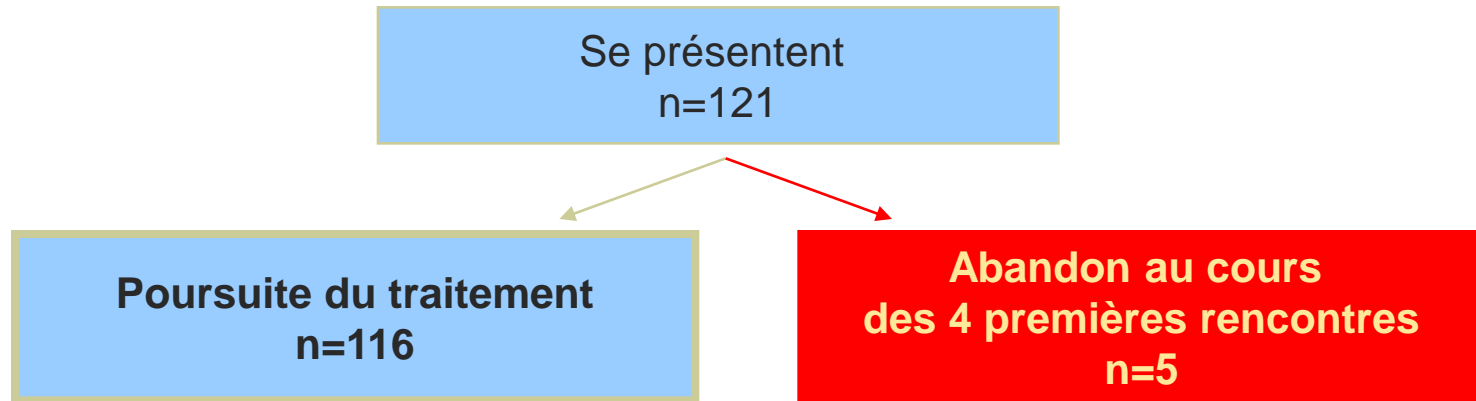 Se présentent
n=121
Poursuite du traitement
n=116
Abandon au cours
des 4 premières rencontres
n=5